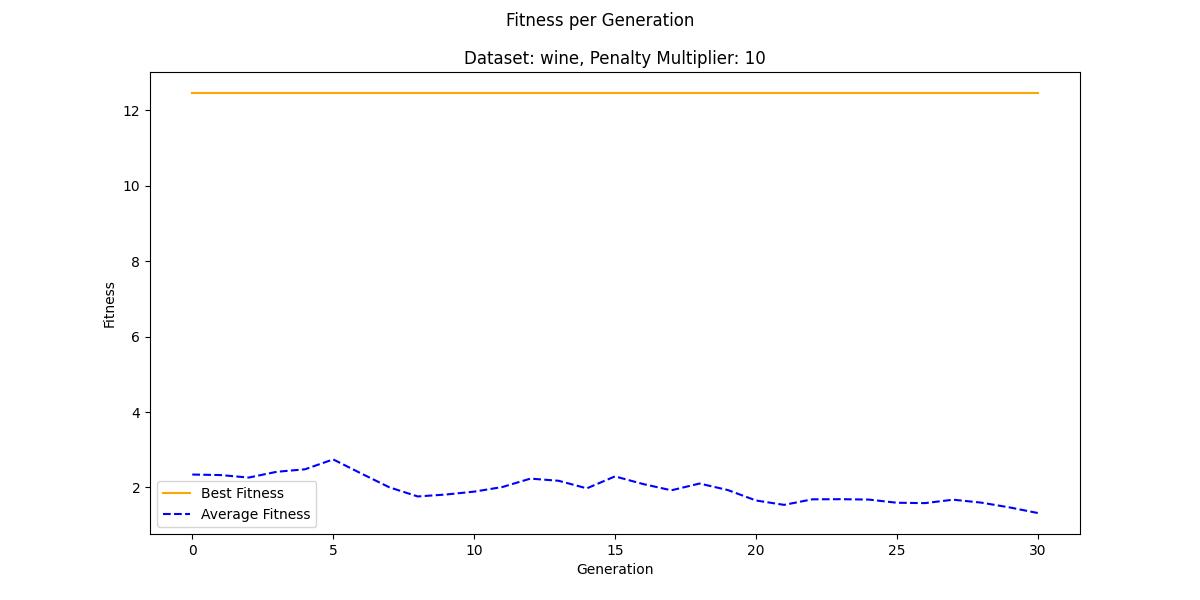 Fitness per Generation
Dataset: wine, Penalty Multiplier: 10
12
10
8
6
4
2
Fitness
Best Fitness
Average Fitness
0 5 10 15 20 25 30
Generation